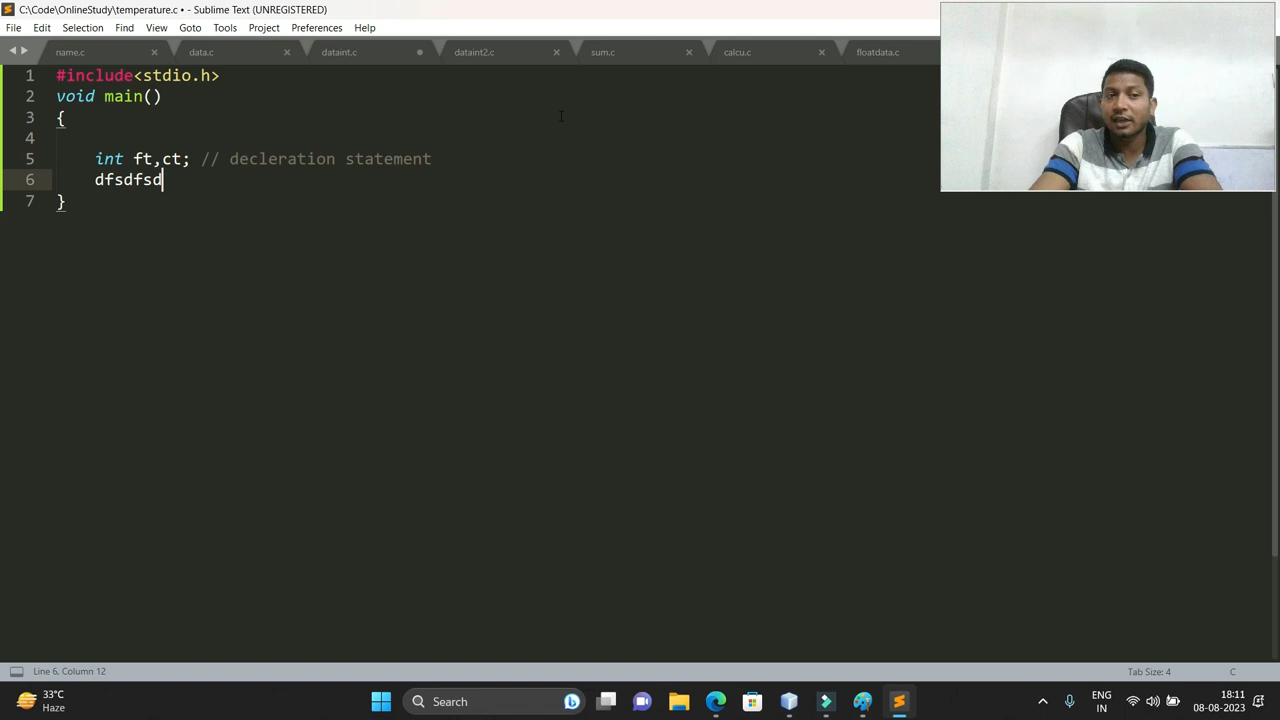 C:\Code\OnlineStudy\temperature.c • - Sublime Text (UNREGISTERED)
File Edit Selection Find View Goto Tools Project Preferences Help
name.c × data.c × dataint.c dataint2.c × sum.c × calcu.c × floatdata.c
1 #include<stdio.h>
2 void main()
3 {
4
5 int ft,ct; // decleration statement
6 dfsdfsd
7 }
Line 6, Column 12 Tab Size: 4 C
33°C
Haze
Search
ENG
IN
18:11
08-08-2023